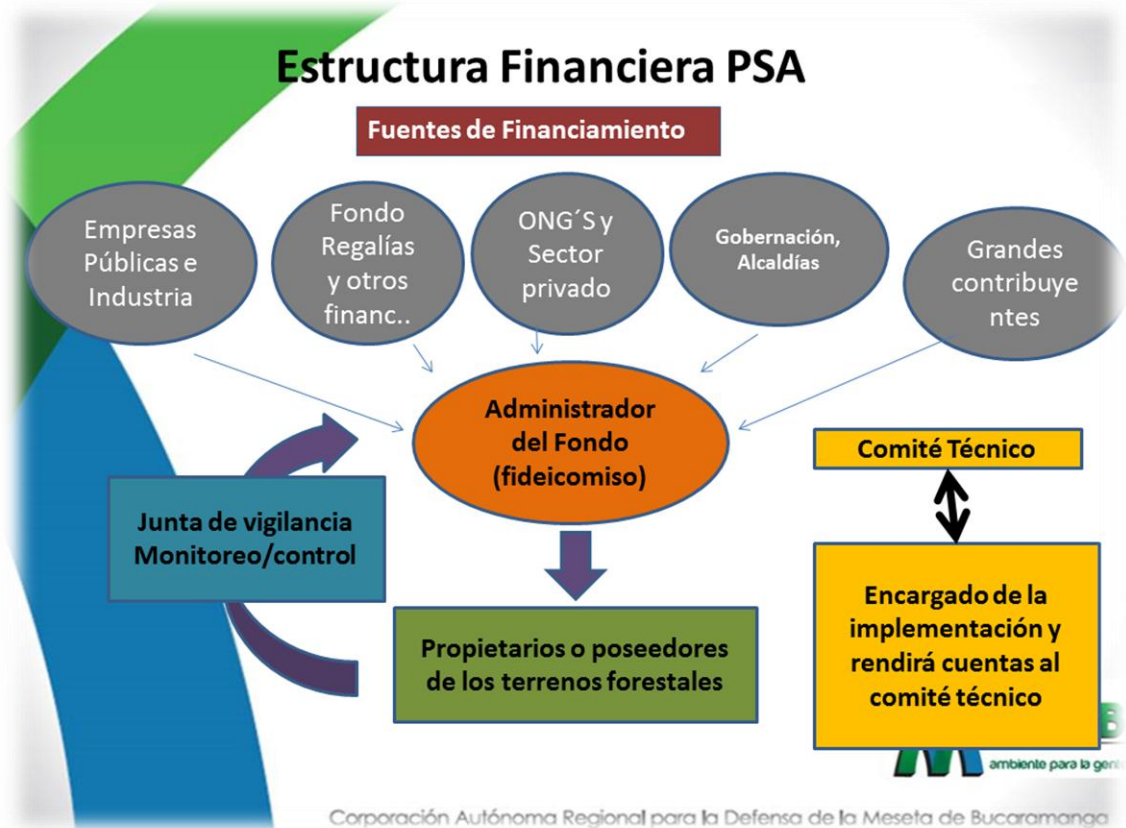 Estructura Financiera PSA
Fuentes de Financiamiento
Empresas
Públicas e
Industria
Fondo
Regalías
y otros
financ..
ONG´S y
Sector
privado
Gobernación,
Alcaldías
Grandes
contribuye
ntes
Administrador
del Fondo
(fideicomiso)
Comité Técnico
Junta de vigilancia
Monitoreo/control
Encargado de la
implementación y
rendirá cuentas al
comité técnico
Propietarios o poseedores
de los terrenos forestales
ambiente para la
Corporación Autónoma Regional para la Defensa de la Meseta de Bucaramanga